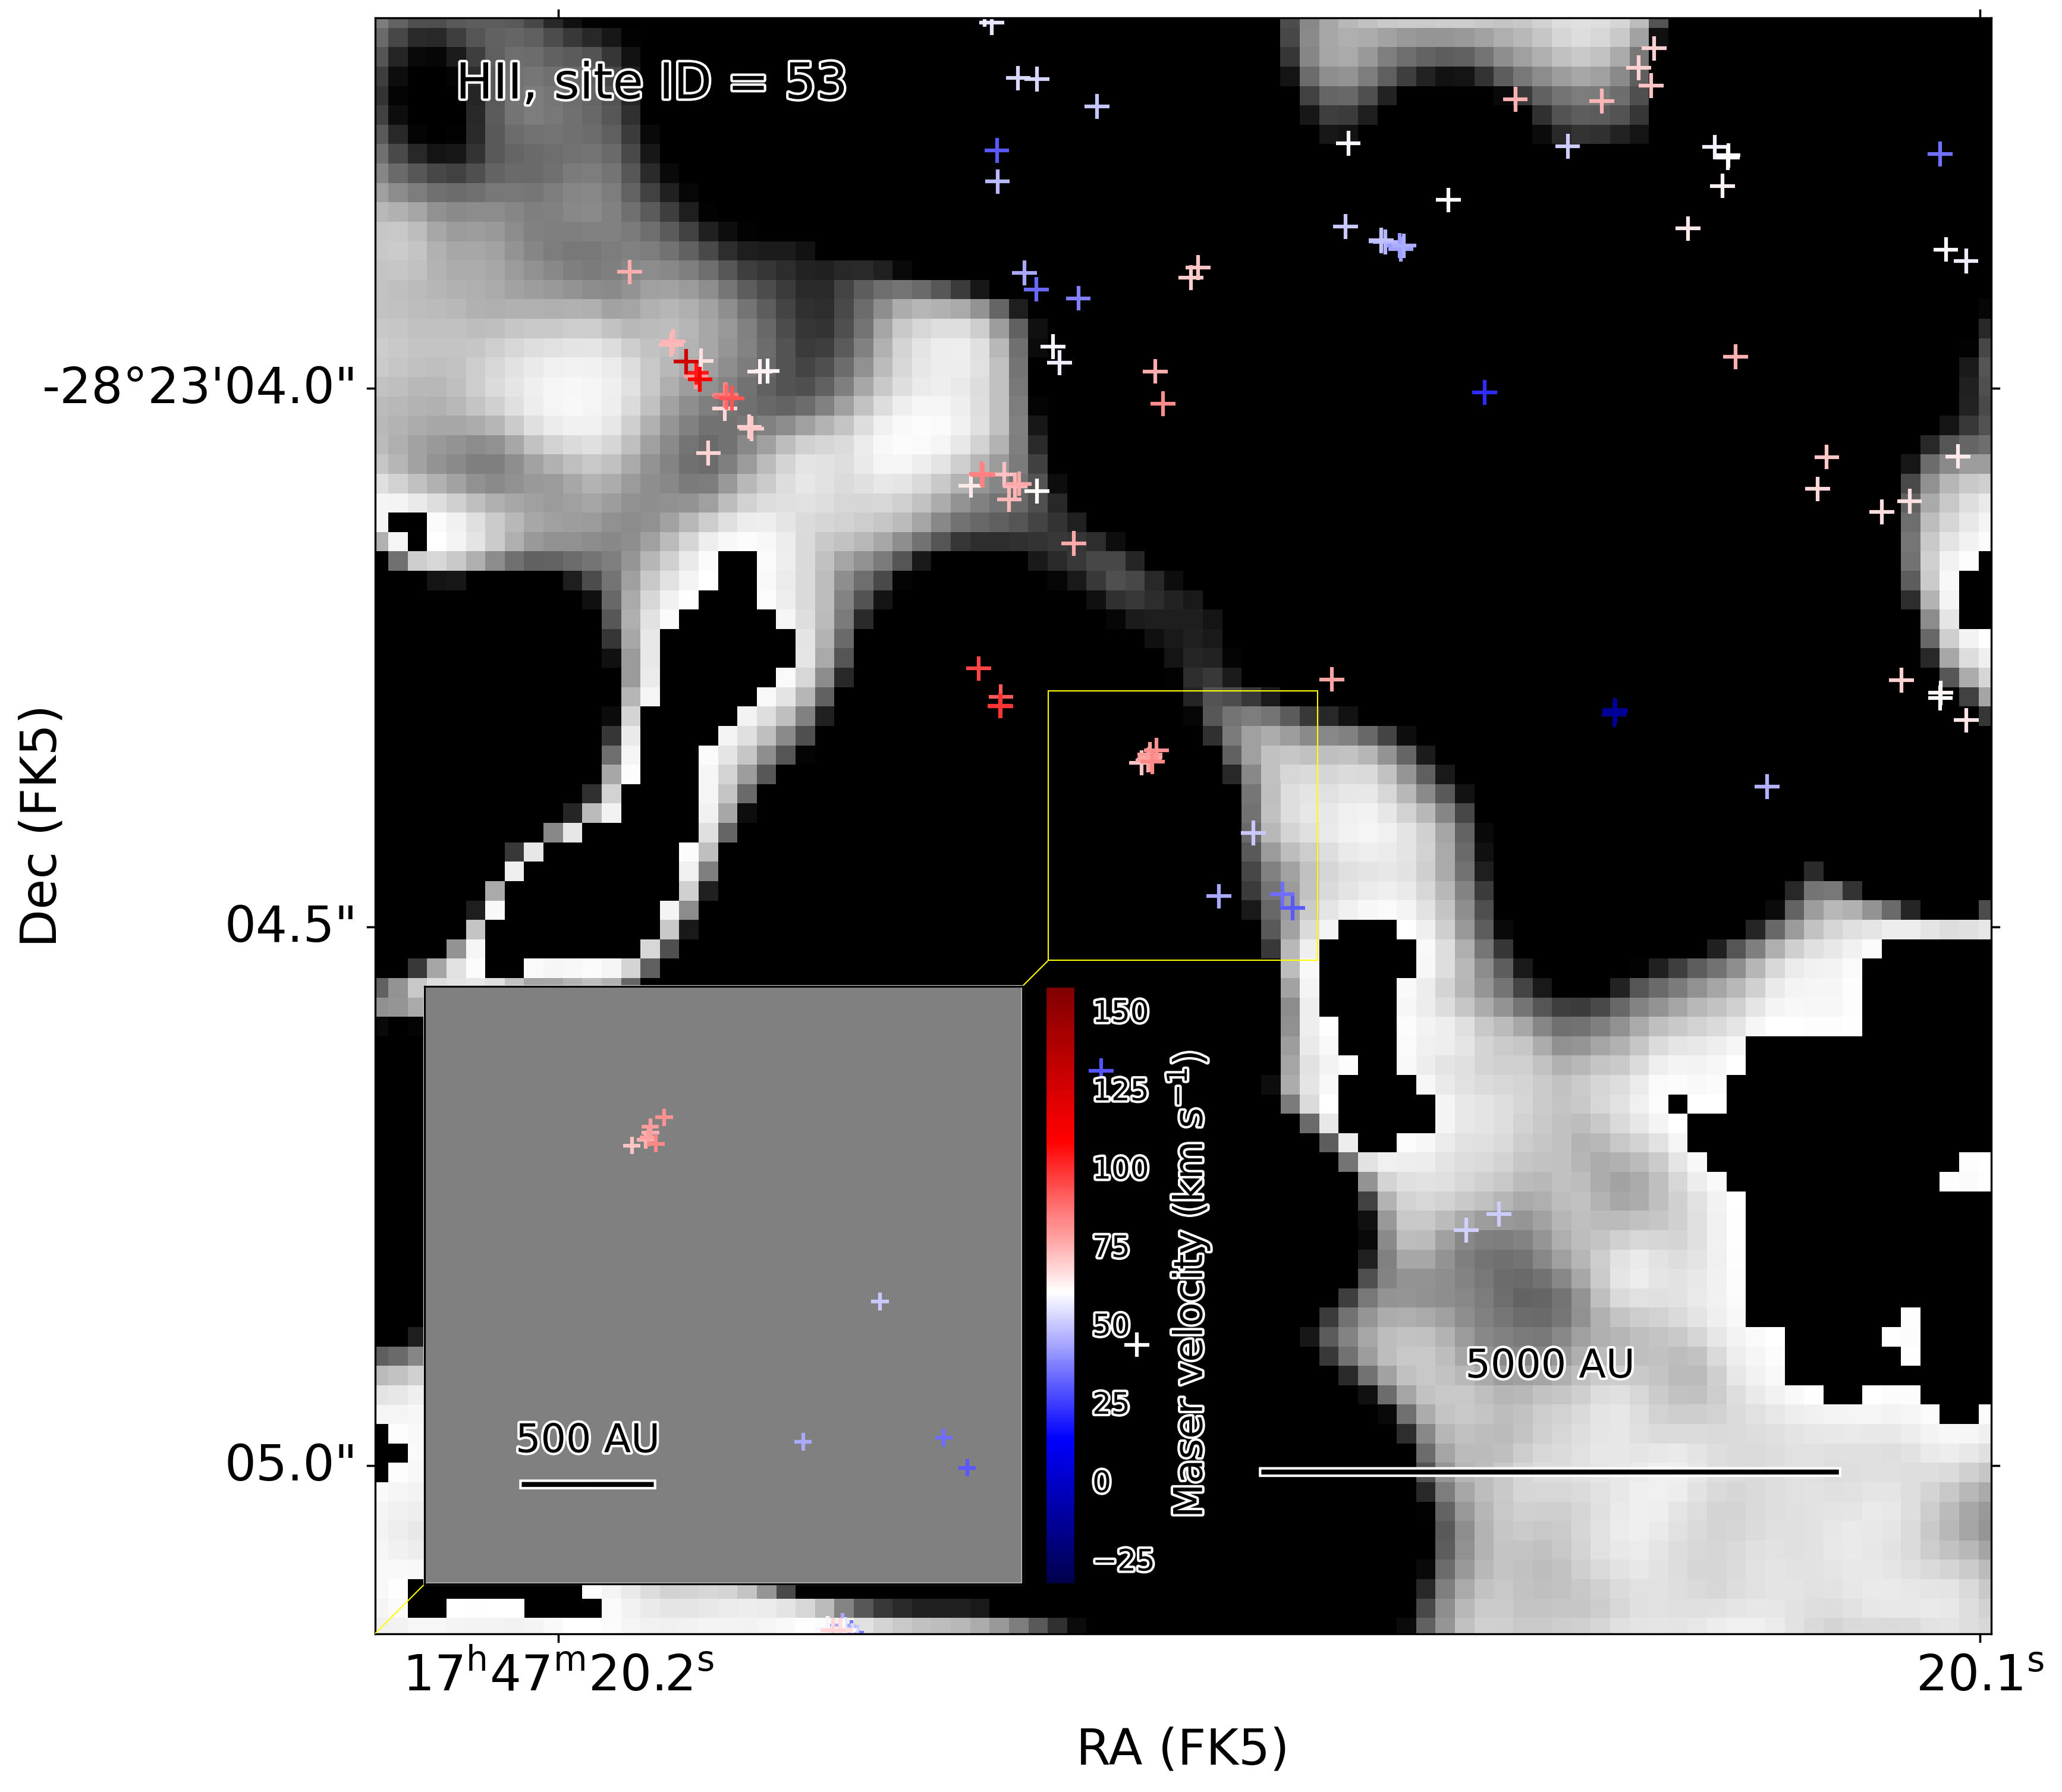 HII, site ID = 53
-28°23'04.0"
04.5"
05.0"
Dec (FK5)
150
125
100
75
50
25
0
−25
Maser velocity (km s⁻¹)
500 AU
5000 AU
17ʰ47ᵐ20.2ˢ
20.1ˢ
RA (FK5)